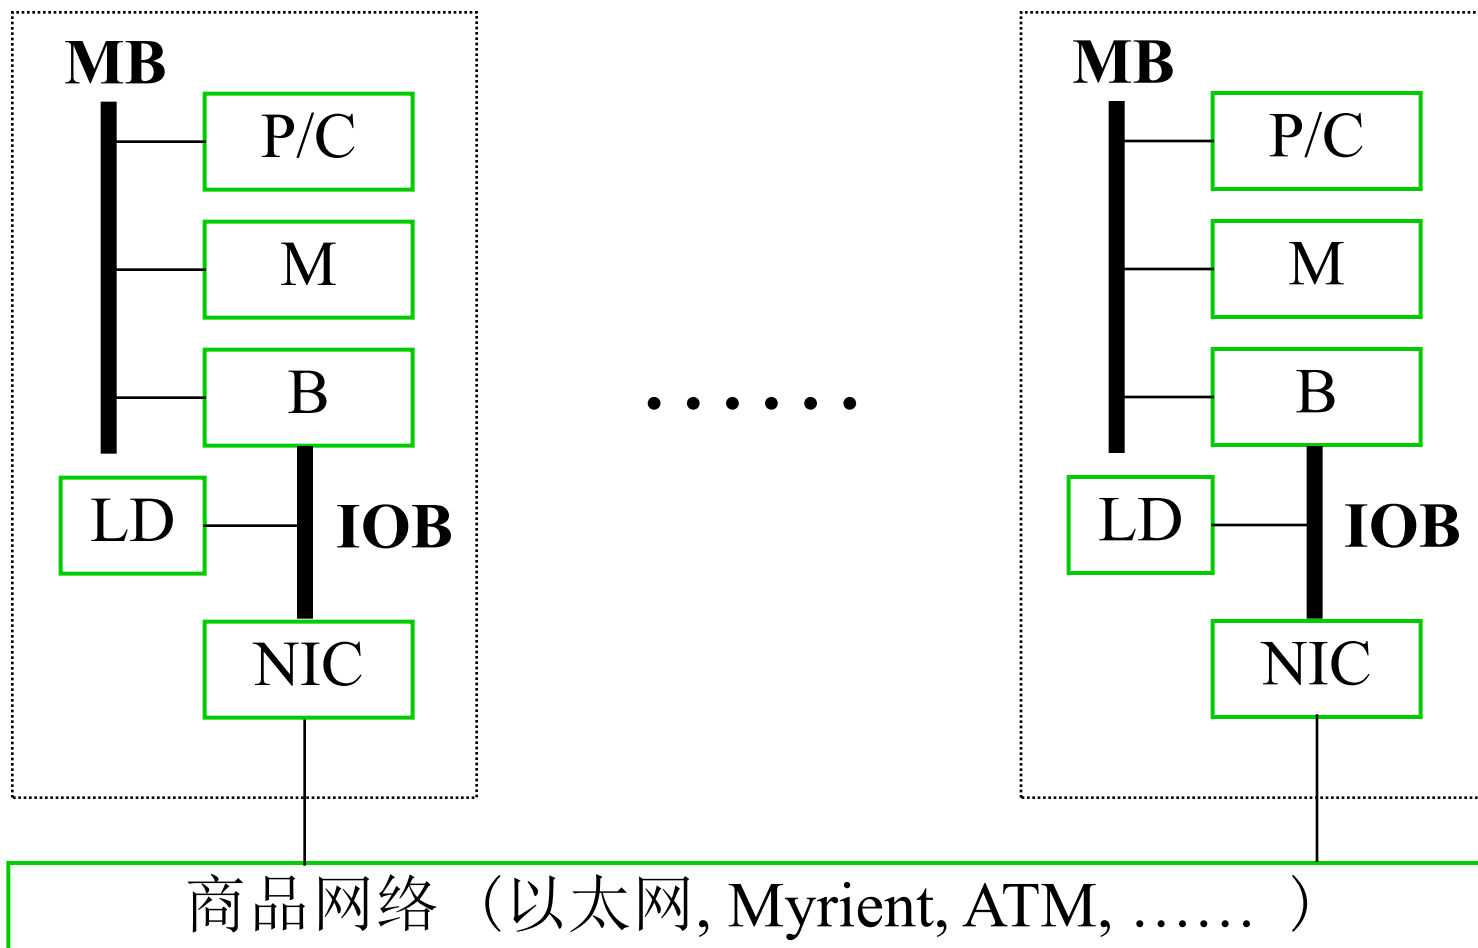 MB
P/C
M
B
LD
IOB
NIC
......
MB
P/C
M
B
LD
IOB
NIC
商品网络（以太网, Myrient, ATM, …… ）